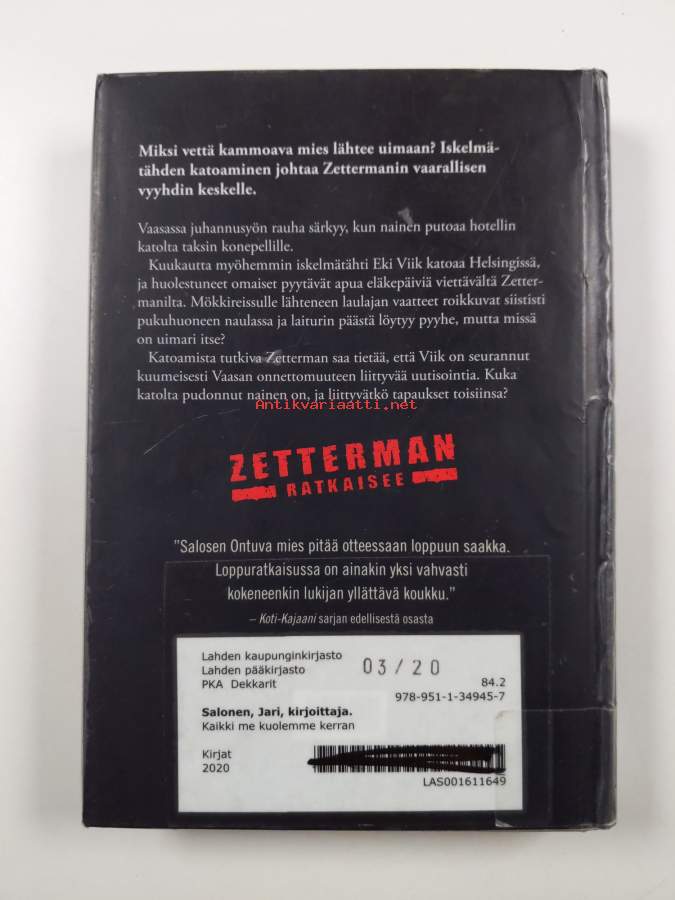 Miksi vettä kammoava mies lähtee uimaan? Iskelmä-
tähden katoaminen johtaa Zettermanin vaarallisen
vyyhdin keskelle.
Vaasassa juhannusyön rauha särkyy, kun nainen putoaa hotellin
katolta taksin konepellille.
Kuukautta myöhemmin iskelmätähti Eki Viik katoaa Helsingissä,
ja huolestuneet omaiset pyytävät apua eläkepäiviä viettävältä Zetter-
manilta. Mökkireissulle lähteneen laulajan vaatteet roikkuvat siististi
pukuhuoneen naulassa ja laiturin päästä löytyy pyyhe, mutta missä
on uimari itse?
Katoamista tutkiva Zetterman saa tietää, että Viik on seurannut
kuumeisesti Vaasan onnettomuuteen liittyvää uutisointia. Kuka
katolta pudonnut nainen on, ja liittyvätkö tapaukset toisiinsa?
Antikvariaatti.net
ZETTERMAN
RATKAISEE
"Salosen Ontuva mies pitää otteessaan loppuun saakka.
Loppuratkaisussa on ainakin yksi vahvasti
kokeneenkin lukijan yllättävä koukku."
– Koti-Kajaani sarjan edellisestä osasta
Lahden kaupunginkirjasto
Lahden pääkirjasto 03/20
PKA Dekkarit 84.2
978-951-1-34945-7
Salonen, Jari, kirjoittaja.
Kaikki me kuolemme kerran
Kirjat
2020
LAS001611649